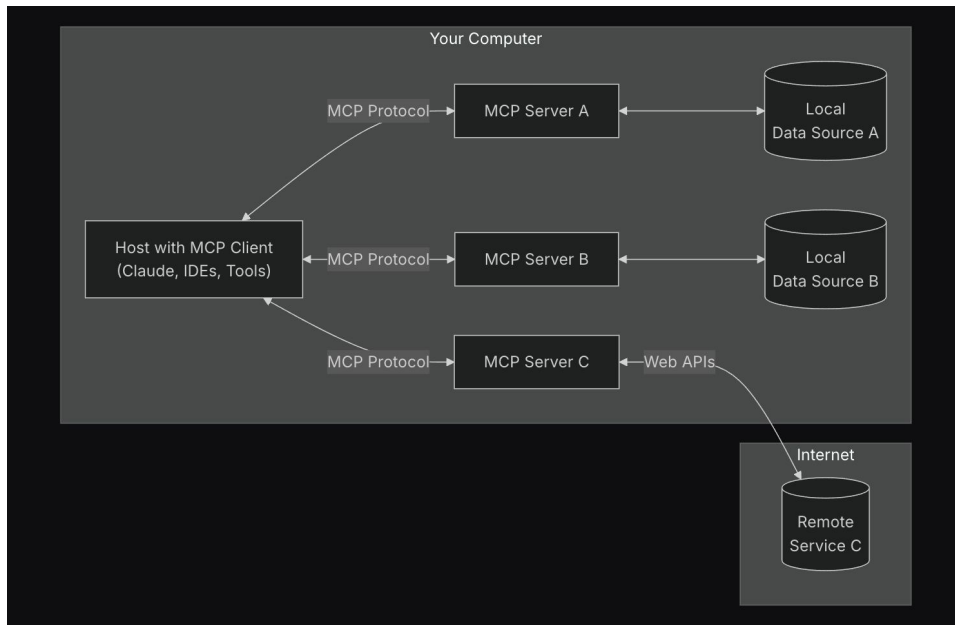 Your Computer
MCP Protocol
MCP Server A
Local
Data Source A
Host with MCP Client
(Claude, IDEs, Tools)
MCP Protocol
MCP Server B
Local
Data Source B
MCP Protocol
MCP Server C
Web APIs
Internet
Remote
Service C